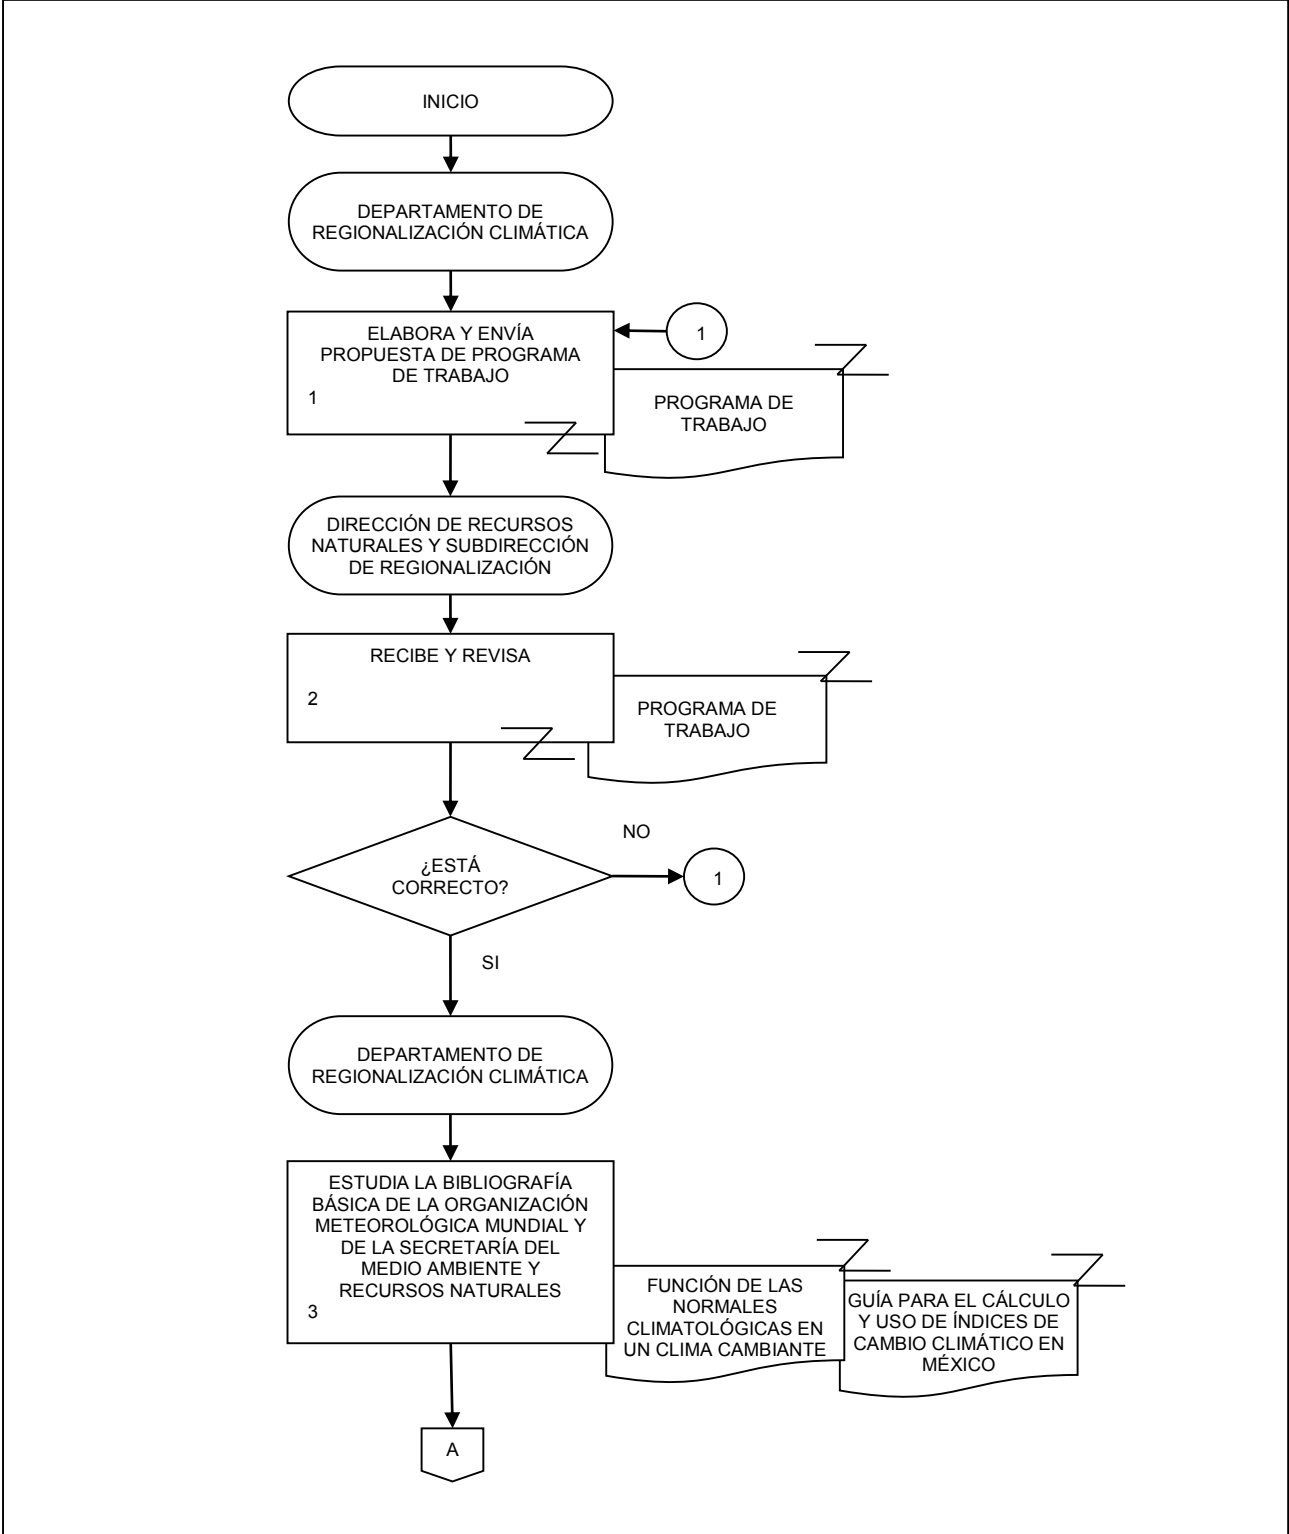 INICIO
DEPARTAMENTO DE
REGIONALIZACIÓN CLIMÁTICA
ELABORA Y ENVÍA
PROPUESTA DE PROGRAMA
DE TRABAJO
1
1
PROGRAMA DE
TRABAJO
DIRECCIÓN DE RECURSOS
NATURALES Y SUBDIRECCIÓN
DE REGIONALIZACIÓN
RECIBE Y REVISA
2
PROGRAMA DE
TRABAJO
¿ESTÁ
CORRECTO?
NO
1
SI
DEPARTAMENTO DE
REGIONALIZACIÓN CLIMÁTICA
ESTUDIA LA BIBLIOGRAFÍA
BÁSICA DE LA ORGANIZACIÓN
METEOROLÓGICA MUNDIAL Y
DE LA SECRETARÍA DEL
MEDIO AMBIENTE Y
RECURSOS NATURALES
3
FUNCIÓN DE LAS
NORMALES
CLIMATOLÓGICAS EN
UN CLIMA CAMBIANTE
GUÍA PARA EL CÁLCULO
Y USO DE ÍNDICES DE
CAMBIO CLIMÁTICO EN
MÉXICO
A